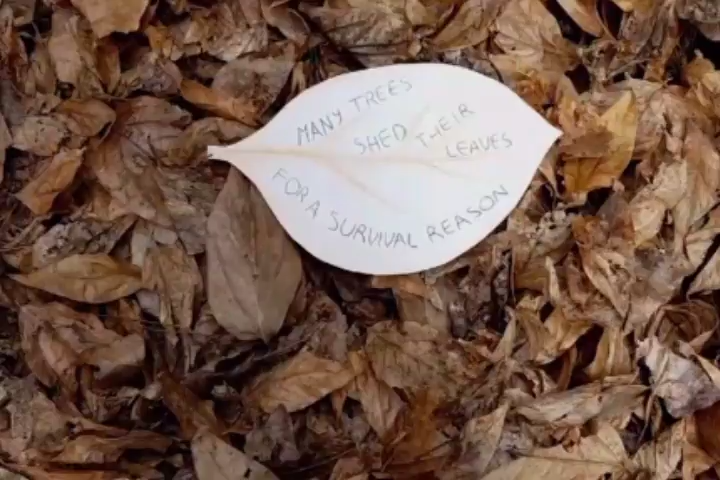 MANY TREES
SHED THEIR
LEAVES
FOR A SURVIVAL REASON